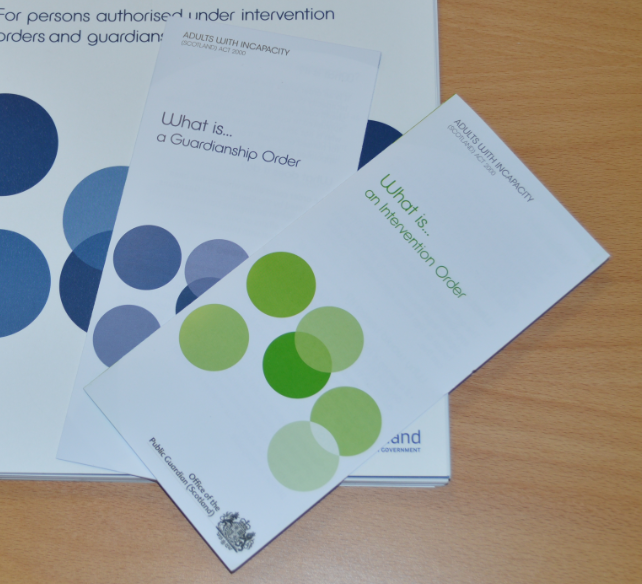 For persons authorised under intervention
orders and guardians
ADULTS WITH INCAPACITY
(SCOTLAND) ACT 2000
What is...
a Guardianship Order
ADULTS WITH INCAPACITY
(SCOTLAND) ACT 2000
What is...
an Intervention Order
Office of the
Public Guardian (Scotland)
land
GOVERNMENT